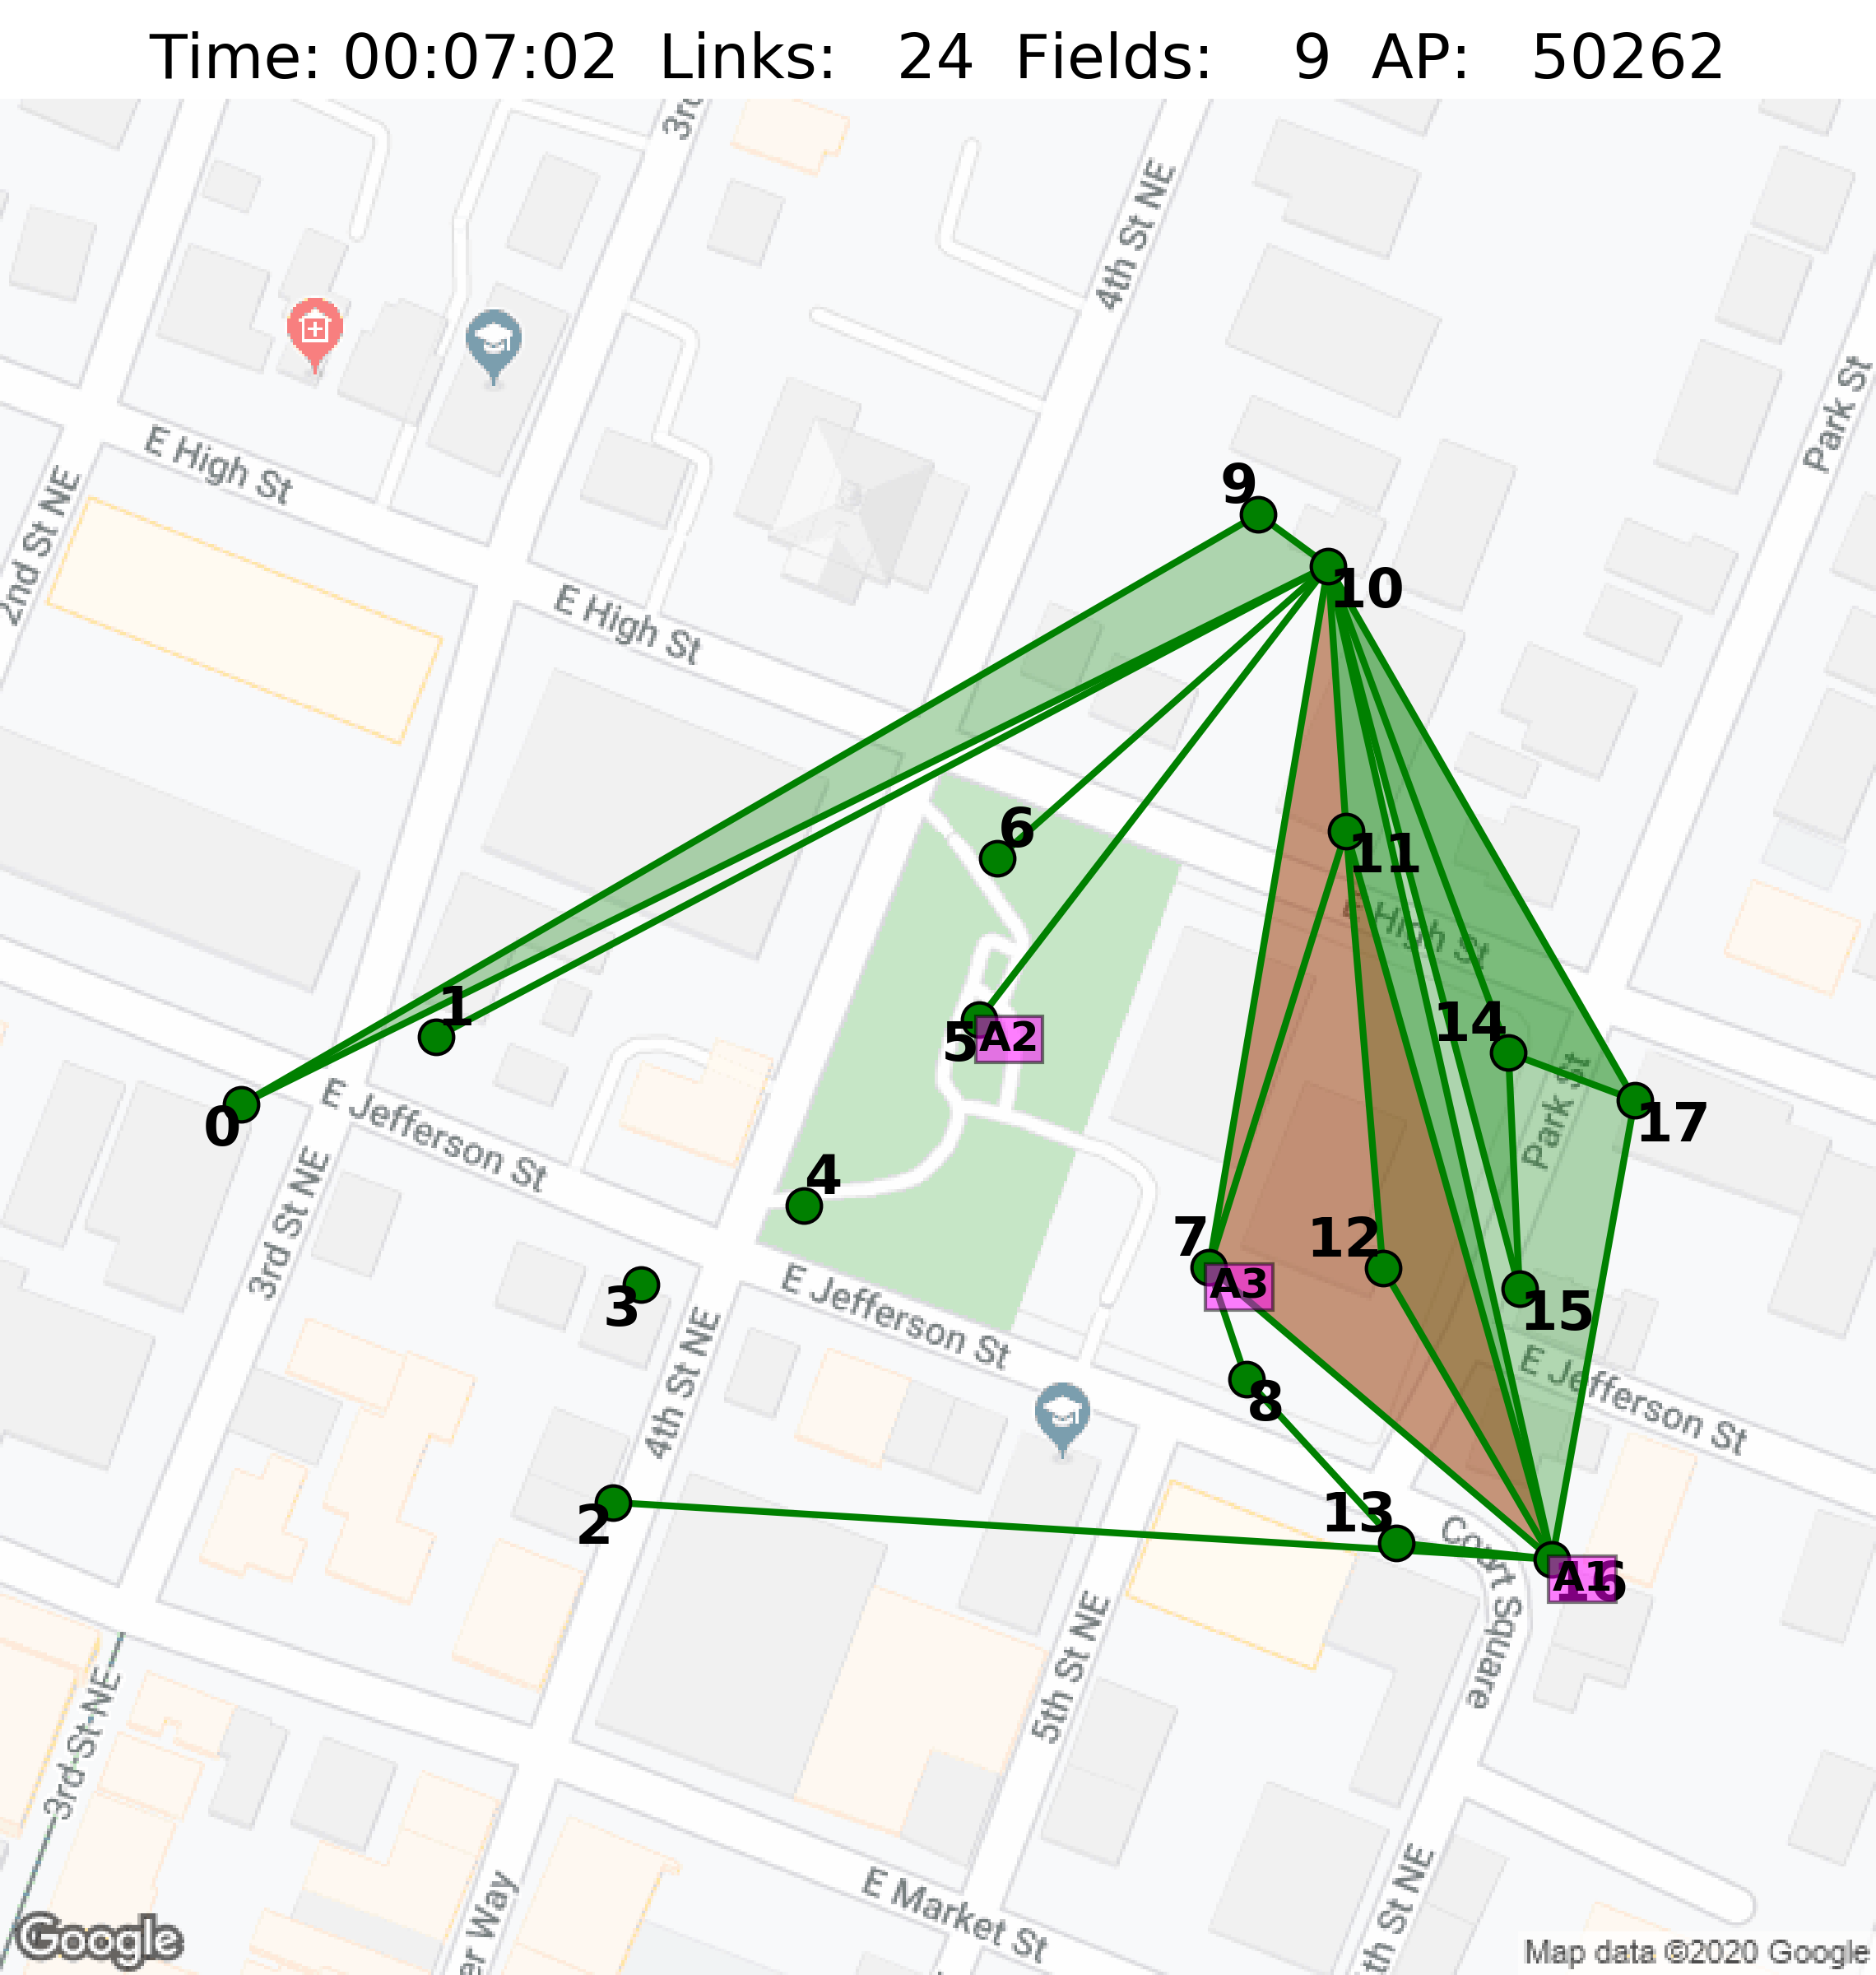 Time: 00:07:02 Links: 24 Fields: 9 AP: 50262
3rd
4th St NE
Park St
E High St
2nd St NE
9
10
E High St
6
11
E High St
1
5
A2
14
0
E Jefferson St
Park St
17
3rd St NE
4
7
12
A3
3
E Jefferson St
15
4th St NE
8
E Jefferson St
13
2
Court Square
A1
16
5th St NE
3rd St NE
E Market St
er Way
th St NE
Google
Map data ©2020 Google